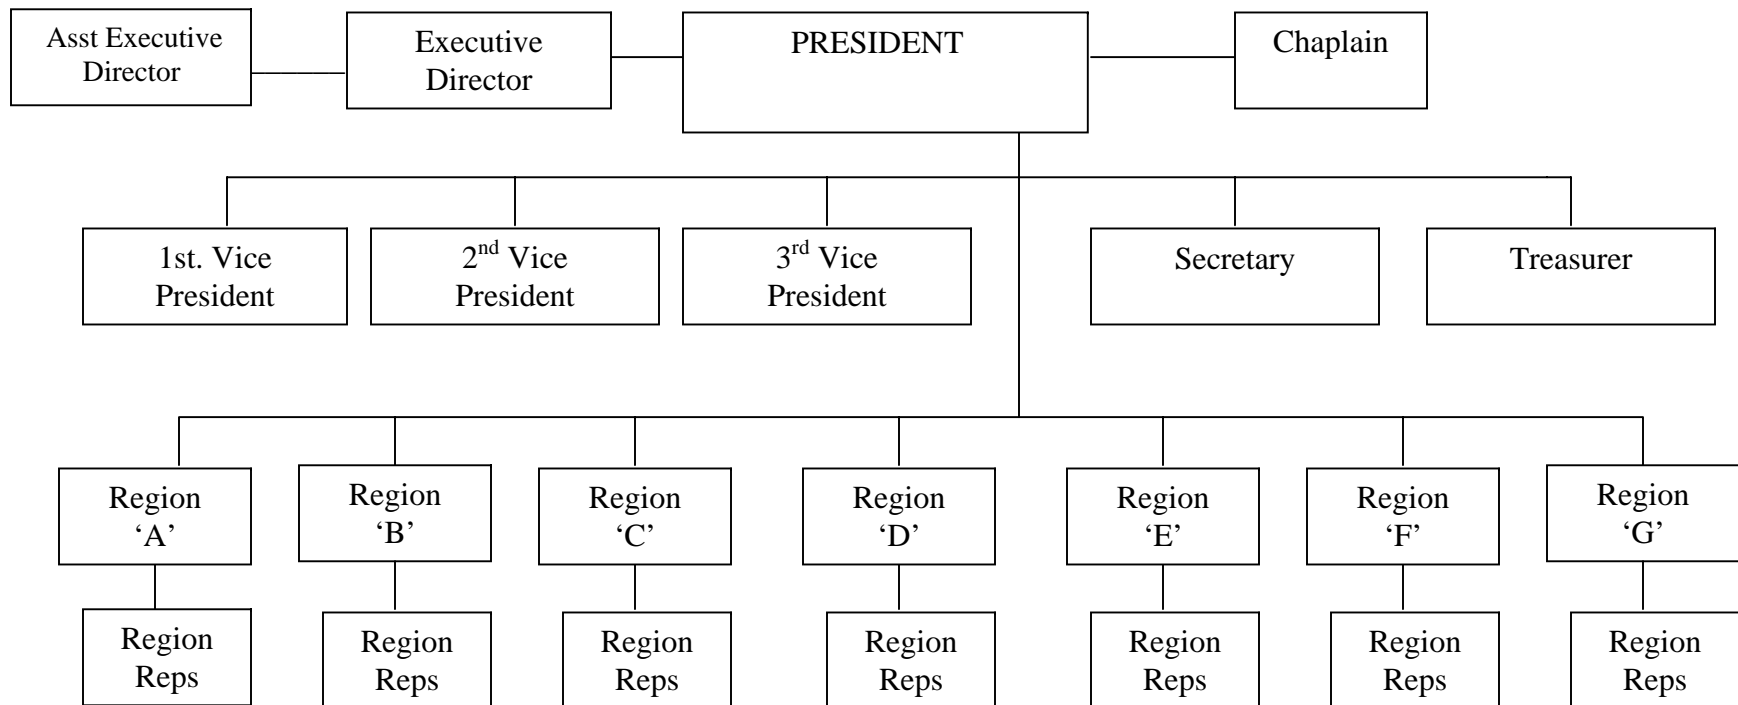 Asst Executive
Director
Executive
Director
PRESIDENT
Chaplain
1st. Vice
President
2nd Vice
President
3rd Vice
President
Secretary
Treasurer
Region
‘A’
Region
‘B’
Region
‘C’
Region
‘D’
Region
‘E’
Region
‘F’
Region
‘G’
Region
Reps
Region
Reps
Region
Reps
Region
Reps
Region
Reps
Region
Reps
Region
Reps